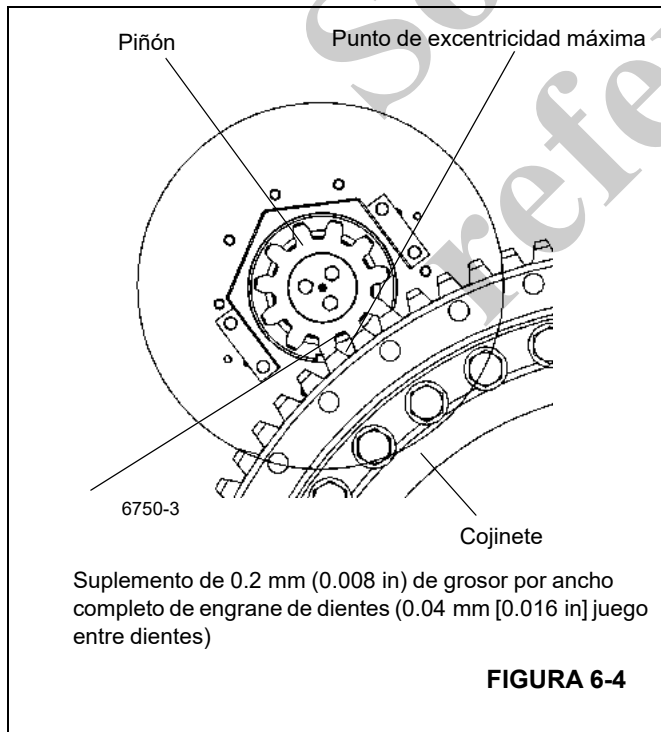 Piñón
Punto de excentricidad máxima
6750-3
Cojinete
Suplemento de 0.2 mm (0.008 in) de grosor por ancho
completo de engrane de dientes (0.04 mm [0.016 in] juego
entre dientes)
FIGURA 6-4